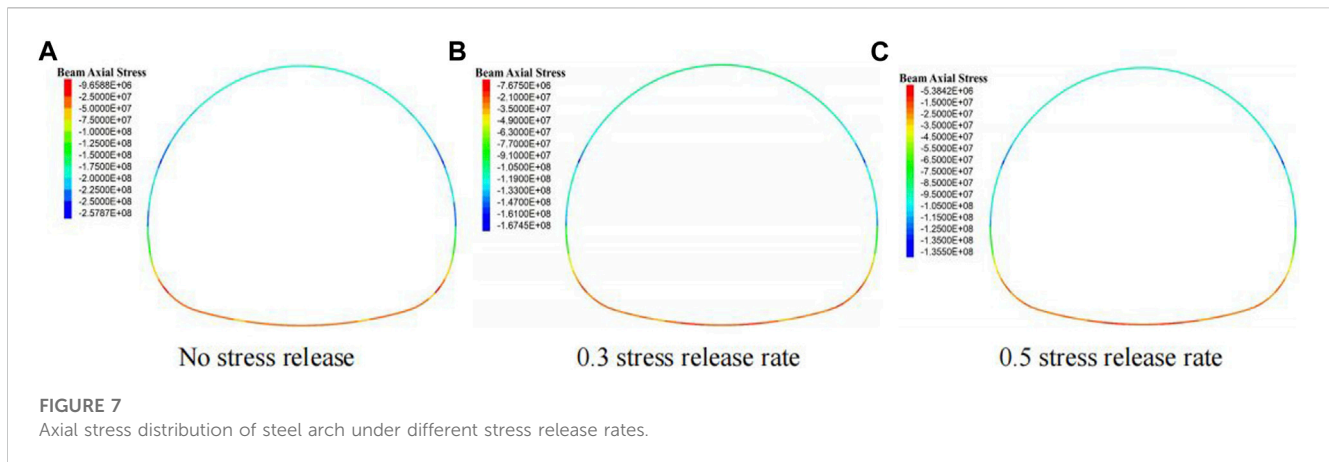 A
Beam Axial Stress
-9.6588E+06
-2.5000E+07
-5.0000E+07
-7.5000E+07
-1.0000E+08
-1.2500E+08
-1.5000E+08
-1.7500E+08
-2.0000E+08
-2.2500E+08
-2.5000E+08
-2.5787E+08
No stress release
B
Beam Axial Stress
-7.6750E+06
-2.1000E+07
-3.5000E+07
-4.9000E+07
-6.3000E+07
-7.7000E+07
-9.1000E+07
-1.0500E+08
-1.1900E+08
-1.3300E+08
-1.4700E+08
-1.6100E+08
-1.6745E+08
0.3 stress release rate
C
Beam Axial Stress
-5.3842E+06
-1.5000E+07
-2.5000E+07
-3.5000E+07
-4.5000E+07
-5.5000E+07
-6.5000E+07
-7.5000E+07
-8.5000E+07
-9.5000E+07
-1.0500E+08
-1.1500E+08
-1.2500E+08
-1.3500E+08
-1.3550E+08
0.5 stress release rate
FIGURE 7
Axial stress distribution of steel arch under different stress release rates.